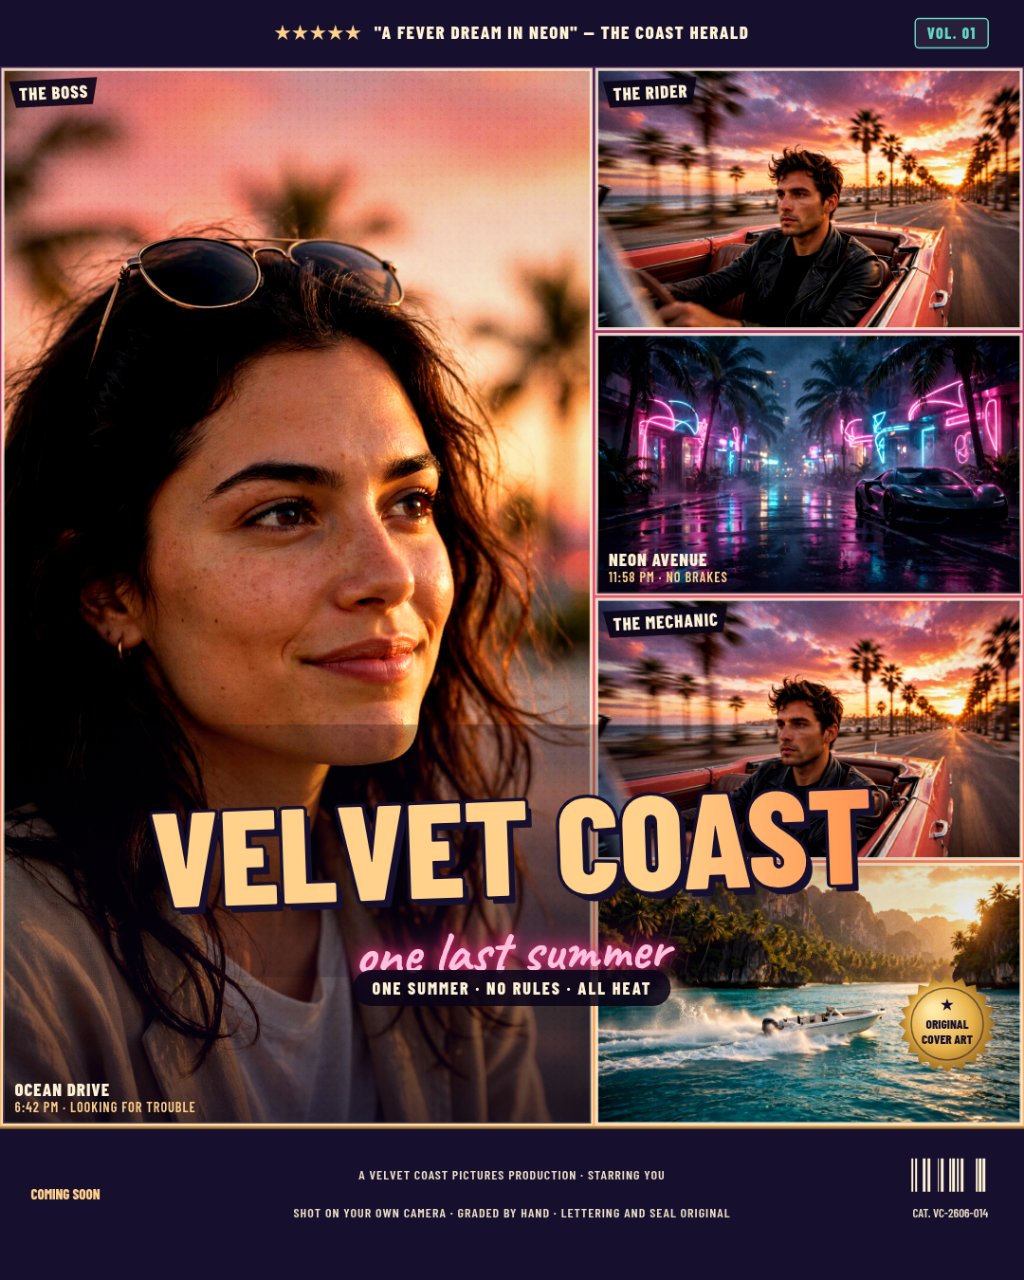 ★★★★★ "A FEVER DREAM IN NEON" — THE COAST HERALD
VOL. 01
THE BOSS
THE RIDER
NEON AVENUE
11:58 PM · NO BRAKES
THE MECHANIC
VELVET COAST
one last summer
ONE SUMMER · NO RULES · ALL HEAT
★
ORIGINAL
COVER ART
OCEAN DRIVE
6:42 PM · LOOKING FOR TROUBLE
COMING SOON
A VELVET COAST PICTURES PRODUCTION · STARRING YOU
SHOT ON YOUR OWN CAMERA · GRADED BY HAND · LETTERING AND SEAL ORIGINAL
CAT. VC-2606-014